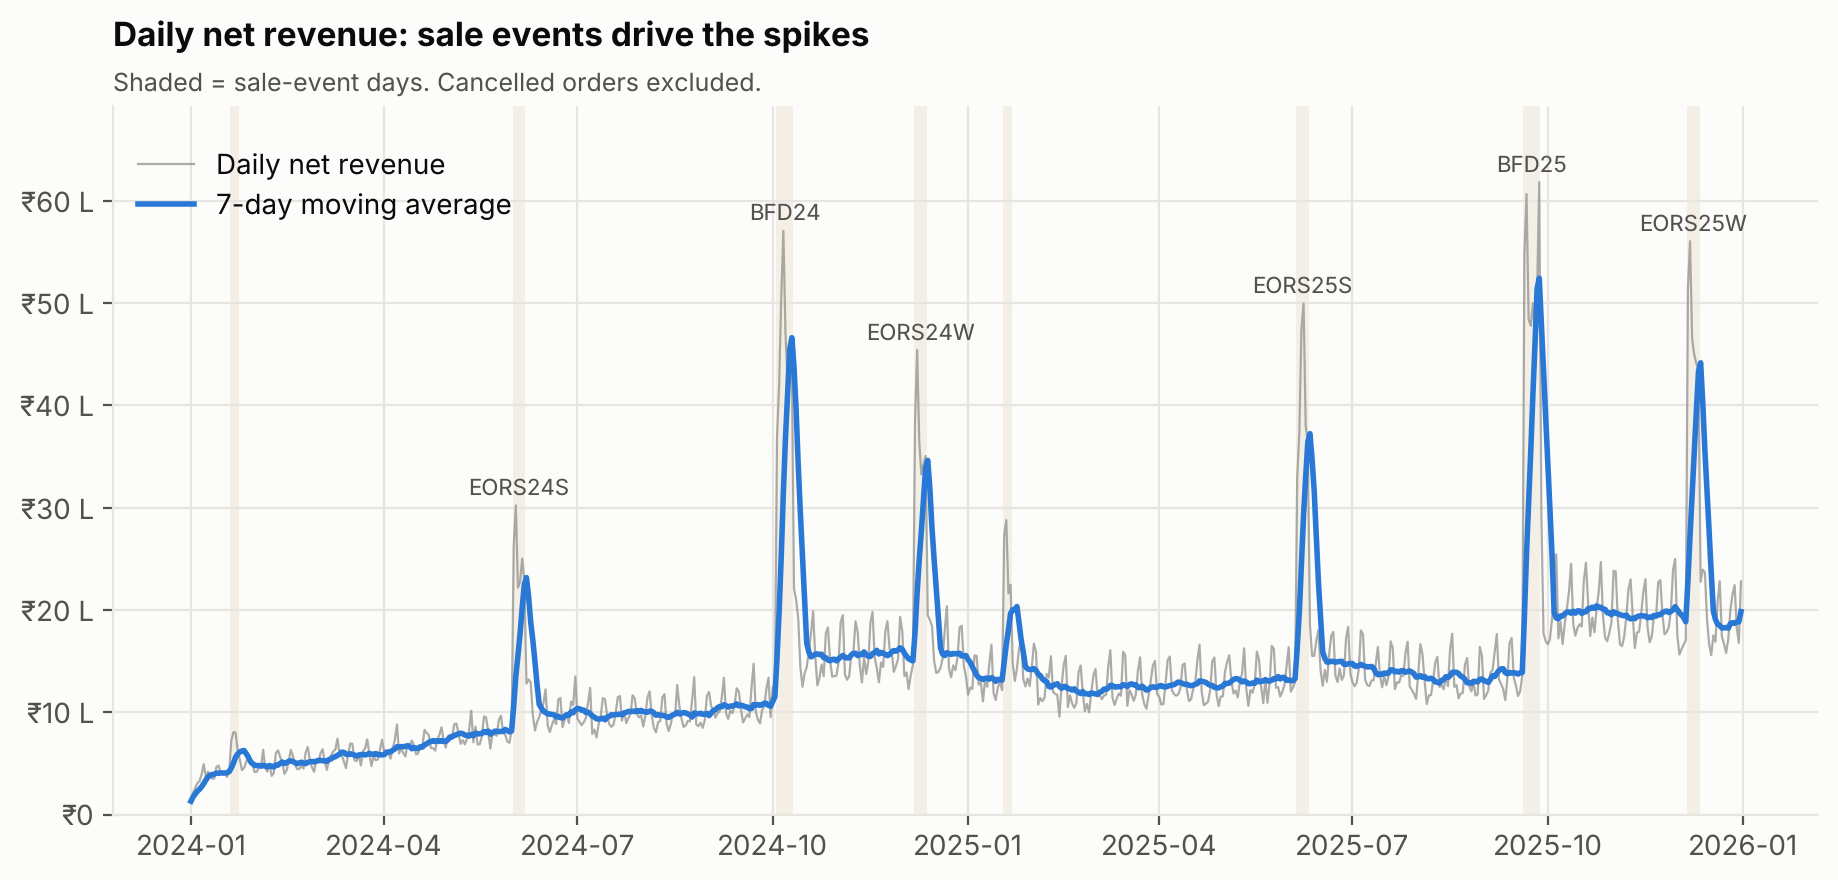 Daily net revenue: sale events drive the spikes
Shaded = sale-event days. Cancelled orders excluded.
Daily net revenue
7-day moving average
BFD25
BFD24
EORS25W
EORS25S
EORS24W
EORS24S
₹60 L
₹50 L
₹40 L
₹30 L
₹20 L
₹10 L
₹0
2024-01 2024-04 2024-07 2024-10 2025-01 2025-04 2025-07 2025-10 2026-01